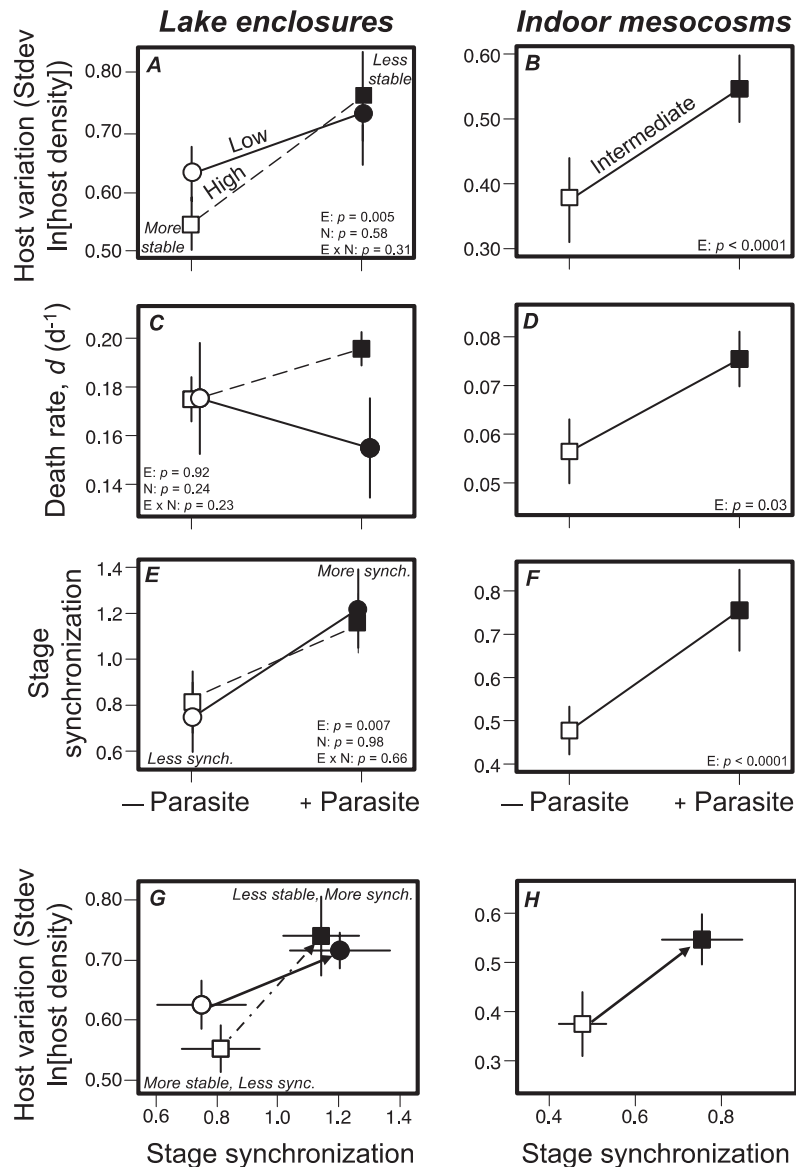 Lake enclosures
Indoor mesocosms
Host variation (Stdev
ln[host density])
A
Less
stable
0.80
0.70
0.60
0.50
Low
High
More
stable
E: p = 0.005
N: p = 0.58
E x N: p = 0.31
B
0.60
0.50
0.40
0.30
Intermediate
E: p < 0.0001
Death rate, d (d-1)
C
0.20
0.18
0.16
0.14
E: p = 0.92
N: p = 0.24
E x N: p = 0.23
D
0.08
0.07
0.06
0.05
E: p = 0.03
Stage
synchronization
E
More synch.
1.4
1.2
1.0
0.8
0.6
Less synch.
E: p = 0.007
N: p = 0.98
E x N: p = 0.66
F
0.8
0.7
0.6
0.5
0.4
E: p < 0.0001
— Parasite
+ Parasite
— Parasite
+ Parasite
Host variation (Stdev
ln[host density)
G
Less stable, More synch.
0.80
0.70
0.60
0.50
More stable, Less sync.
0.6
0.8
1.0
1.2
1.4
Stage synchronization
H
0.6
0.5
0.4
0.3
0.4
0.6
0.8
Stage synchronization